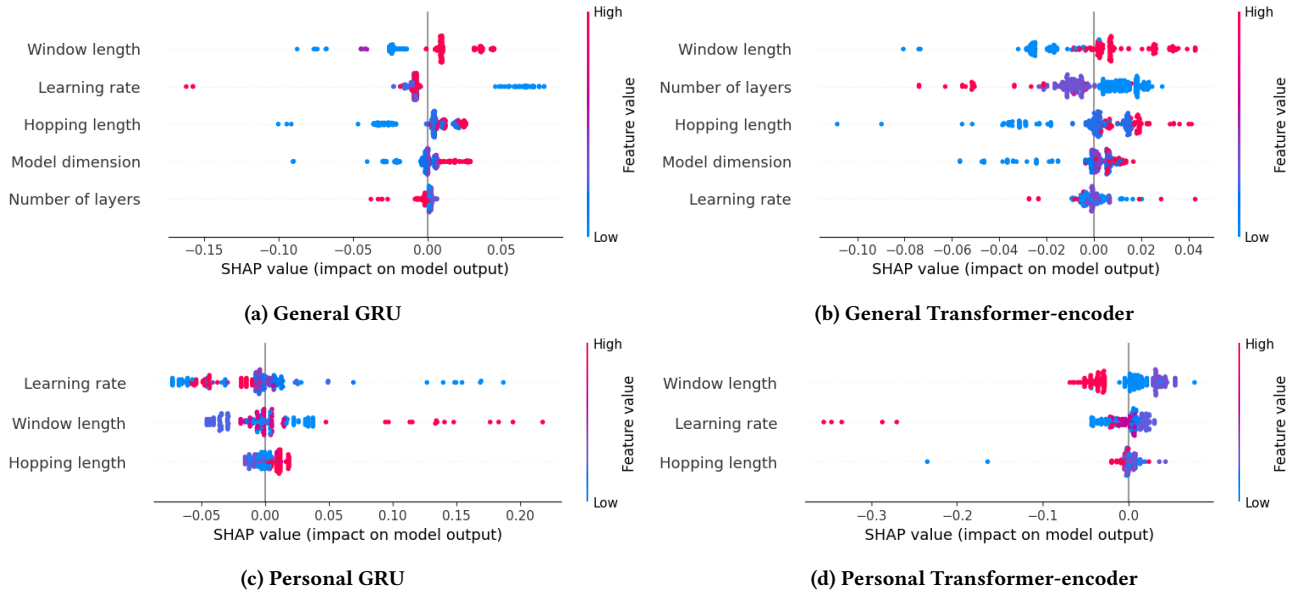 High
Window length
Learning rate
Hopping length
Model dimension
Number of layers
Feature value
Low
−0.15 −0.10 −0.05 0.00 0.05
SHAP value (impact on model output)
(a) General GRU
High
Window length
Number of layers
Hopping length
Model dimension
Learning rate
Feature value
Low
−0.10 −0.08 −0.06 −0.04 −0.02 0.00 0.02 0.04
SHAP value (impact on model output)
(b) General Transformer-encoder
High
Learning rate
Window length
Hopping length
Feature value
Low
−0.05 0.00 0.05 0.10 0.15 0.20
SHAP value (impact on model output)
(c) Personal GRU
High
Window length
Learning rate
Hopping length
Feature value
Low
−0.3 −0.2 −0.1 0.0
SHAP value (impact on model output)
(d) Personal Transformer-encoder